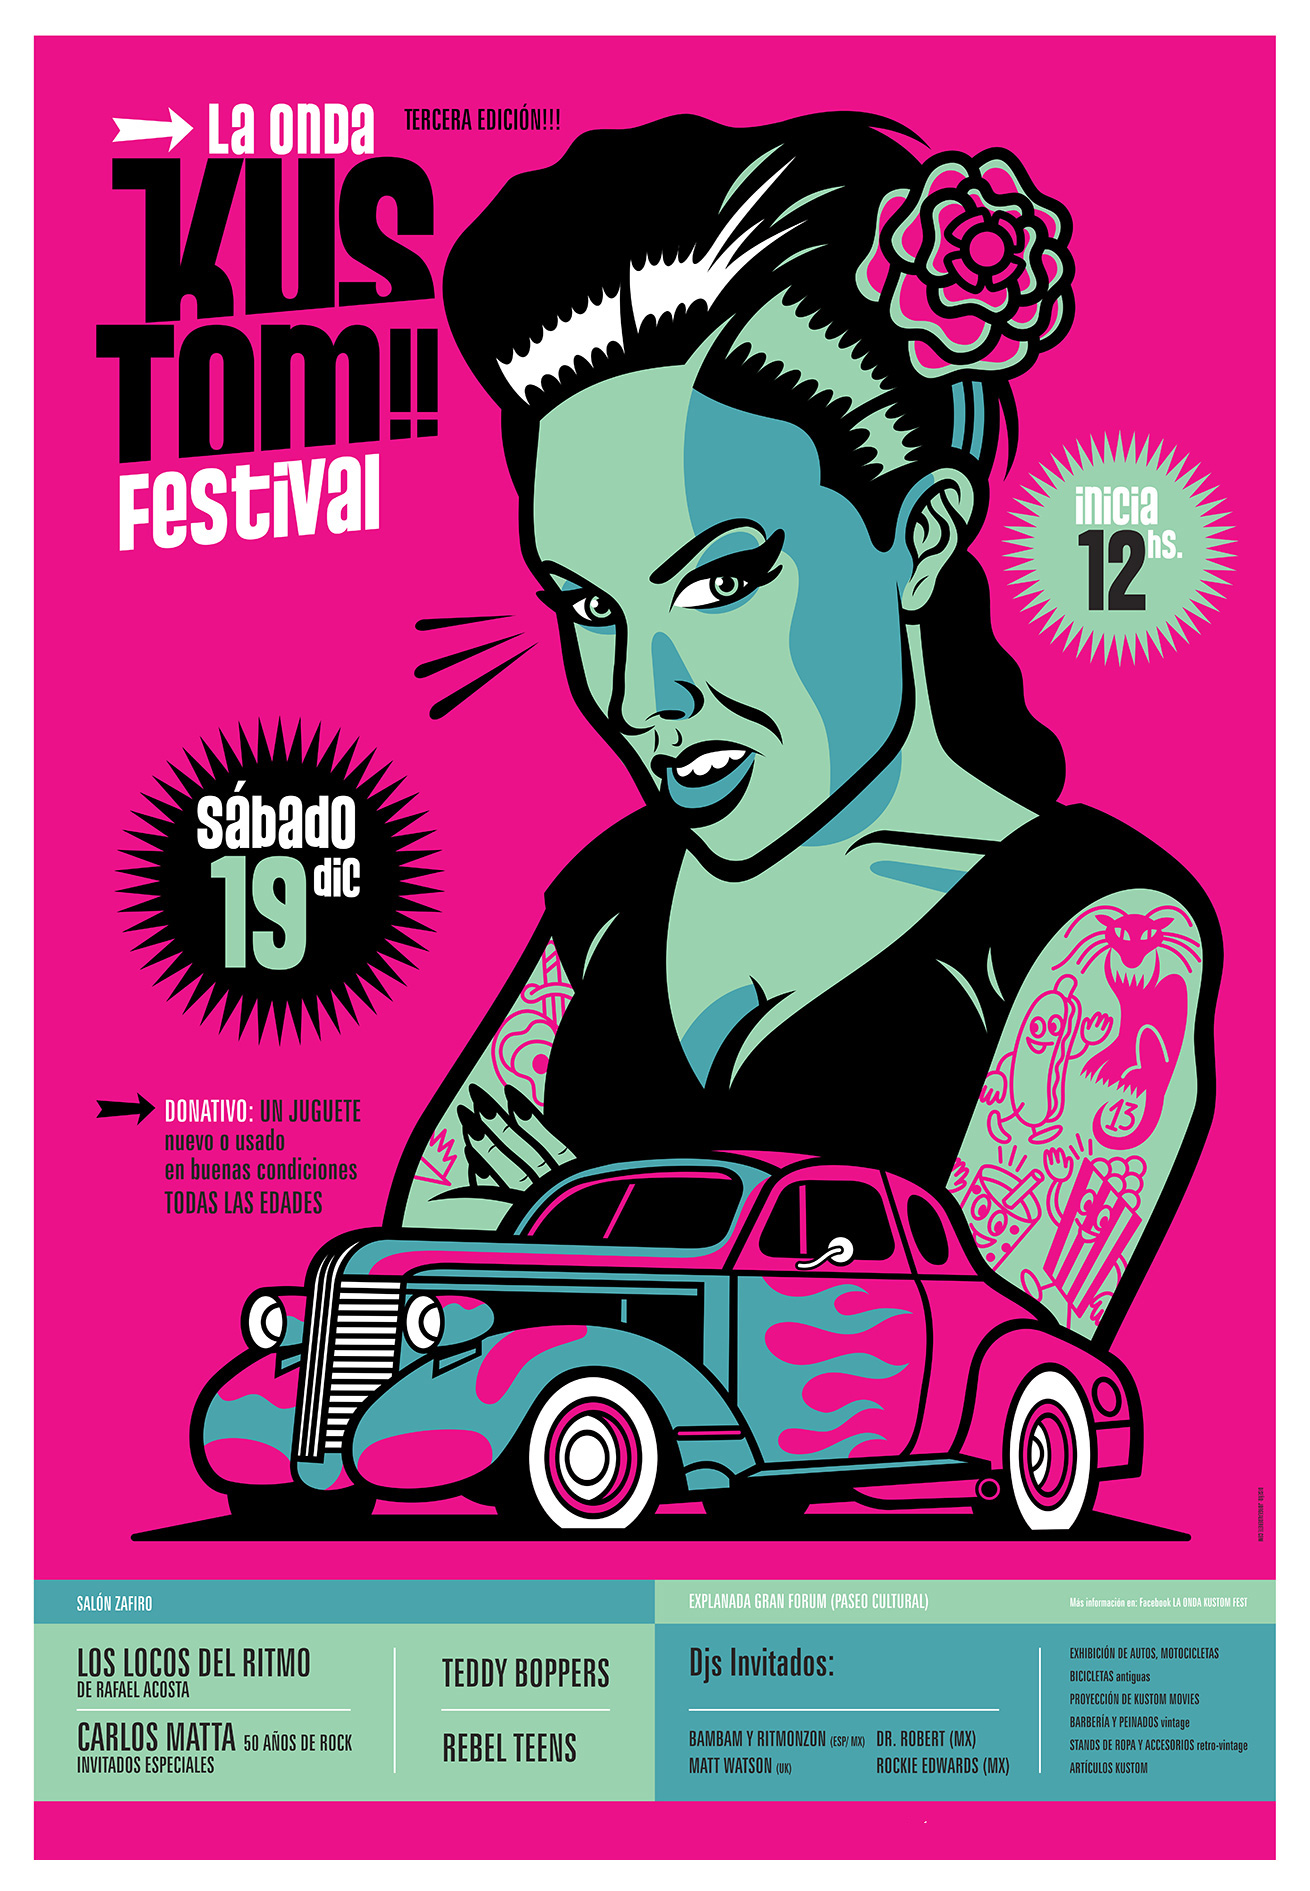 La onda
TERCERA EDICIÓN!!!
KUS
TOM!!
Festival
inicia
12 hs.
sábado
19 dic
DONATIVO: UN JUGUETE
nuevo o usado
en buenas condiciones
TODAS LAS EDADES
13
SALÓN ZAFIRO
LOS LOCOS DEL RITMO
DE RAFAEL ACOSTA
CARLOS MATTA 50 AÑOS DE ROCK
INVITADOS ESPECIALES
TEDDY BOPPERS
REBEL TEENS
EXPLANADA GRAN FORUM (PASEO CULTURAL)
Más información en: Facebook LA ONDA KUSTOM FEST
Djs Invitados:
BAMBAM Y RITMONZON (ESP/ MX)
MATT WATSON (UK)
DR. ROBERT (MX)
ROCKIE EDWARDS (MX)
EXHIBICIÓN DE AUTOS, MOTOCICLETAS
BICICLETAS antiguas
PROYECCIÓN DE KUSTOM MOVIES
BARBERÍA Y PEINADOS vintage
STANDS DE ROPA Y ACCESORIOS retro-vintage
ARTÍCULOS KUSTOM